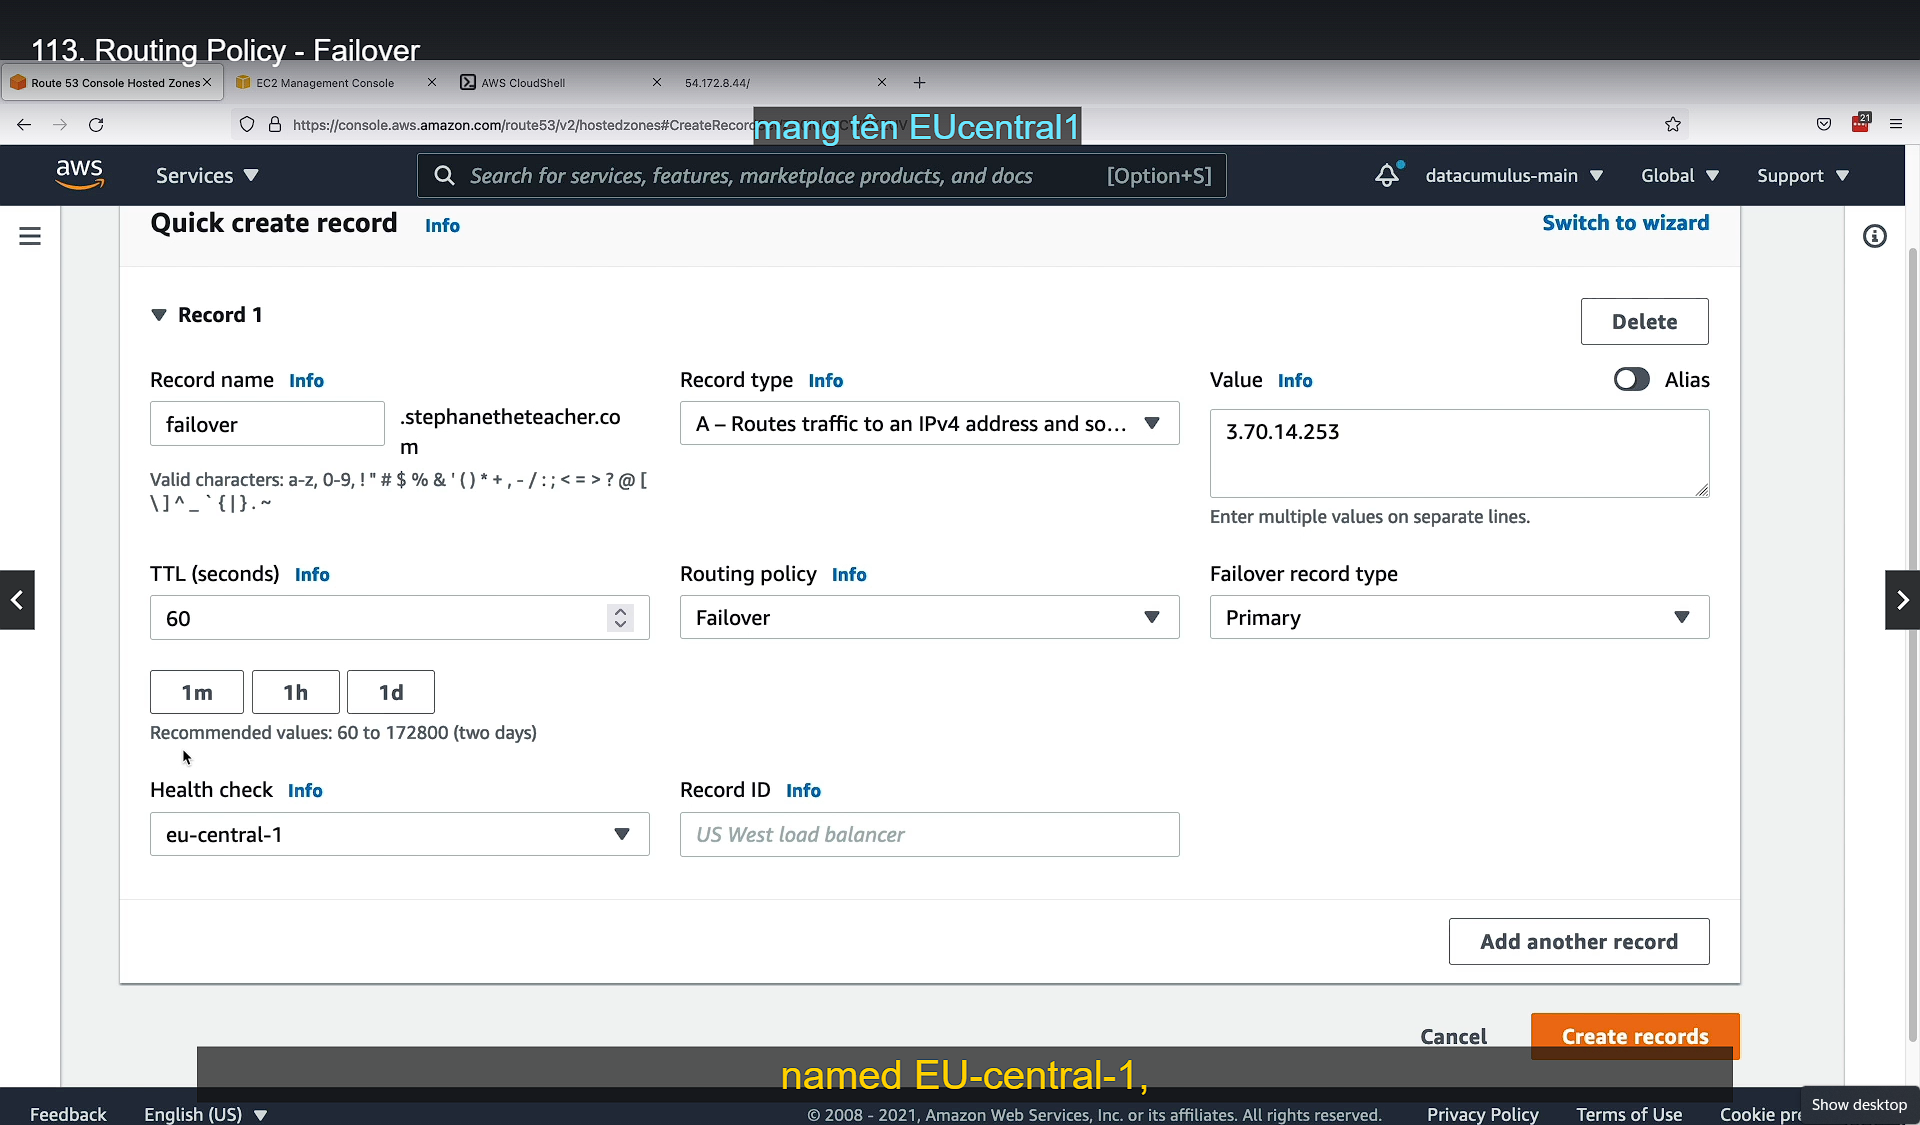 113. Routing Policy - Failover
Route 53 Console Hosted Zones
EC2 Management Console
AWS CloudShell
54.172.8.44/
https://console.aws.amazon.com/route53/v2/hostedzones#CreateRecord
mang tên EUcentral1
21
aws
Services
Search for services, features, marketplace products, and docs
[Option+S]
datacumulus-main
Global
Support
Quick create record
Info
Switch to wizard
Record 1
Delete
Record name Info
Record type Info
Value Info
Alias
failover
.stephanetheteacher.co
m
A – Routes traffic to an IPv4 address and so...
3.70.14.253
Valid characters: a-z, 0-9, ! " # $ % & ' ( ) * + , - / : ; < = > ? @ [
\ ] ^ _ ` { | } . ~
Enter multiple values on separate lines.
TTL (seconds) Info
Routing policy Info
Failover record type
60
Failover
Primary
1m
1h
1d
Recommended values: 60 to 172800 (two days)
Health check Info
Record ID Info
eu-central-1
US West load balancer
Add another record
Cancel
Create records
named EU-central-1,
Feedback
English (US)
© 2008 - 2021, Amazon Web Services, Inc. or its affiliates. All rights reserved.
Privacy Policy
Terms of Use
Cookie pre
Show desktop